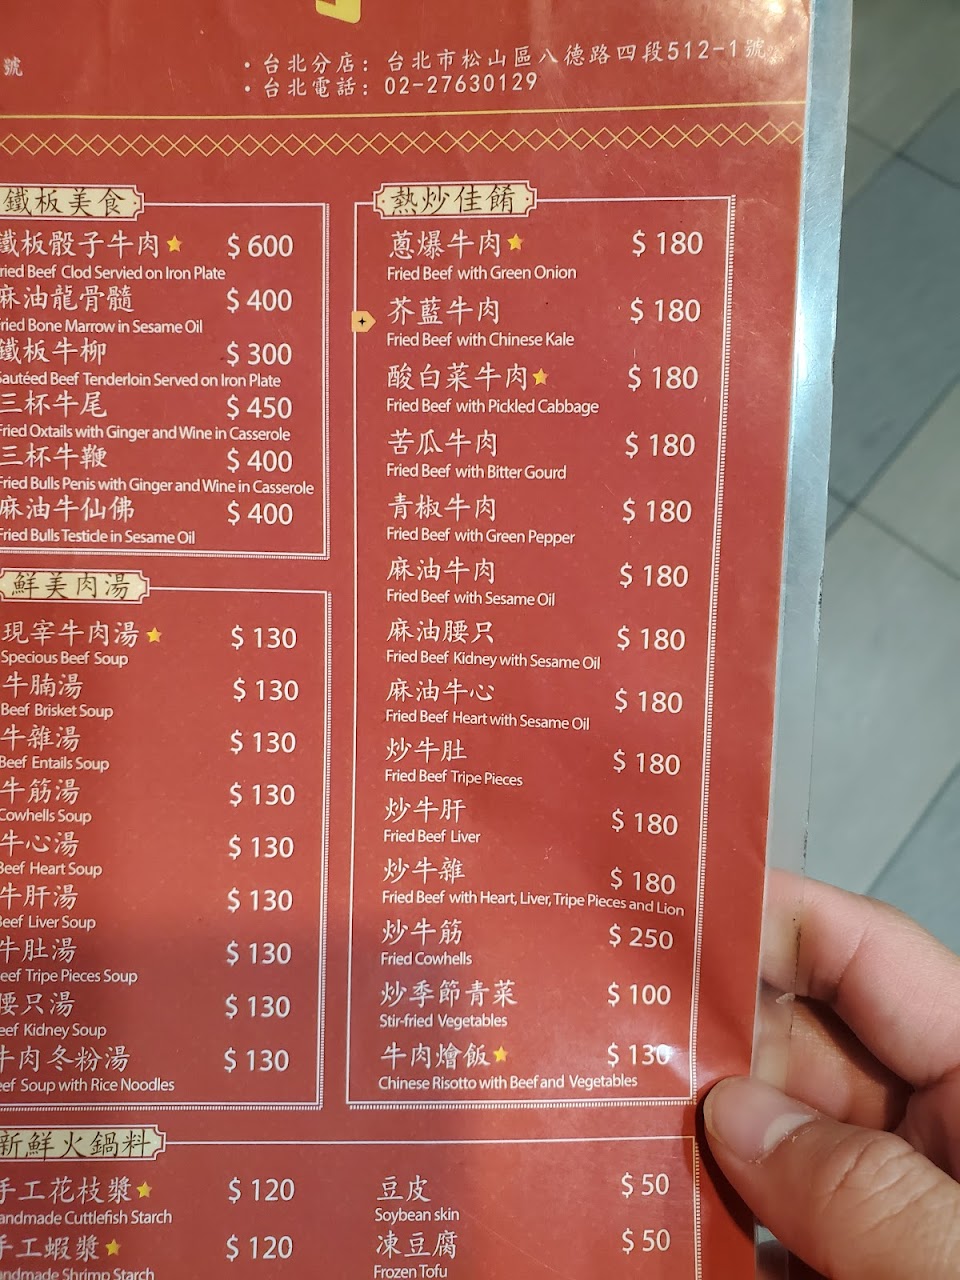 號
・台北分店：台北市松山區八德路四段512-1號
・台北電話：02-27630129
鐵板美食
鐵板骰子牛肉 $ 600
ried Beef Clod Servied on Iron Plate
麻油龍骨髓 $ 400
ried Bone Marrow in Sesame Oil
鐵板牛柳 $ 300
Sautéed Beef Tenderloin Served on Iron Plate
三杯牛尾 $ 450
Fried Oxtails with Ginger and Wine in Casserole
三杯牛鞭 $ 400
Fried Bulls Penis with Ginger and Wine in Casserole
麻油牛仙佛 $ 400
Fried Bulls Testicle in Sesame Oil
鮮美肉湯
現宰牛肉湯 $ 130
Specious Beef Soup
牛腩湯 $ 130
Beef Brisket Soup
牛雜湯 $ 130
Beef Entails Soup
牛筋湯 $ 130
Cowhells Soup
牛心湯 $ 130
Beef Heart Soup
牛肝湯 $ 130
Beef Liver Soup
牛肚湯 $ 130
eef Tripe Pieces Soup
腰只湯 $ 130
eef Kidney Soup
牛肉冬粉湯 $ 130
eef Soup with Rice Noodles
熱炒佳餚
蔥爆牛肉 $ 180
Fried Beef with Green Onion
芥藍牛肉 $ 180
Fried Beef with Chinese Kale
酸白菜牛肉 $ 180
Fried Beef with Pickled Cabbage
苦瓜牛肉 $ 180
Fried Beef with Bitter Gourd
青椒牛肉 $ 180
Fried Beef with Green Pepper
麻油牛肉 $ 180
Fried Beef with Sesame Oil
麻油腰只 $ 180
Fried Beef Kidney with Sesame Oil
麻油牛心 $ 180
Fried Beef Heart with Sesame Oil
炒牛肚 $ 180
Fried Beef Tripe Pieces
炒牛肝 $ 180
Fried Beef Liver
炒牛雜 $ 180
Fried Beef with Heart, Liver, Tripe Pieces and Lion
炒牛筋 $ 250
Fried Cowhells
炒季節青菜 $ 100
Stir-fried Vegetables
牛肉燴飯 $ 130
Chinese Risotto with Beef and Vegetables
新鮮火鍋料
手工花枝漿 $ 120
andmade Cuttlefish Starch
手工蝦漿 $ 120
andmade Shrimp Starch
豆皮 $ 50
Soybean skin
凍豆腐 $ 50
Frozen Tofu